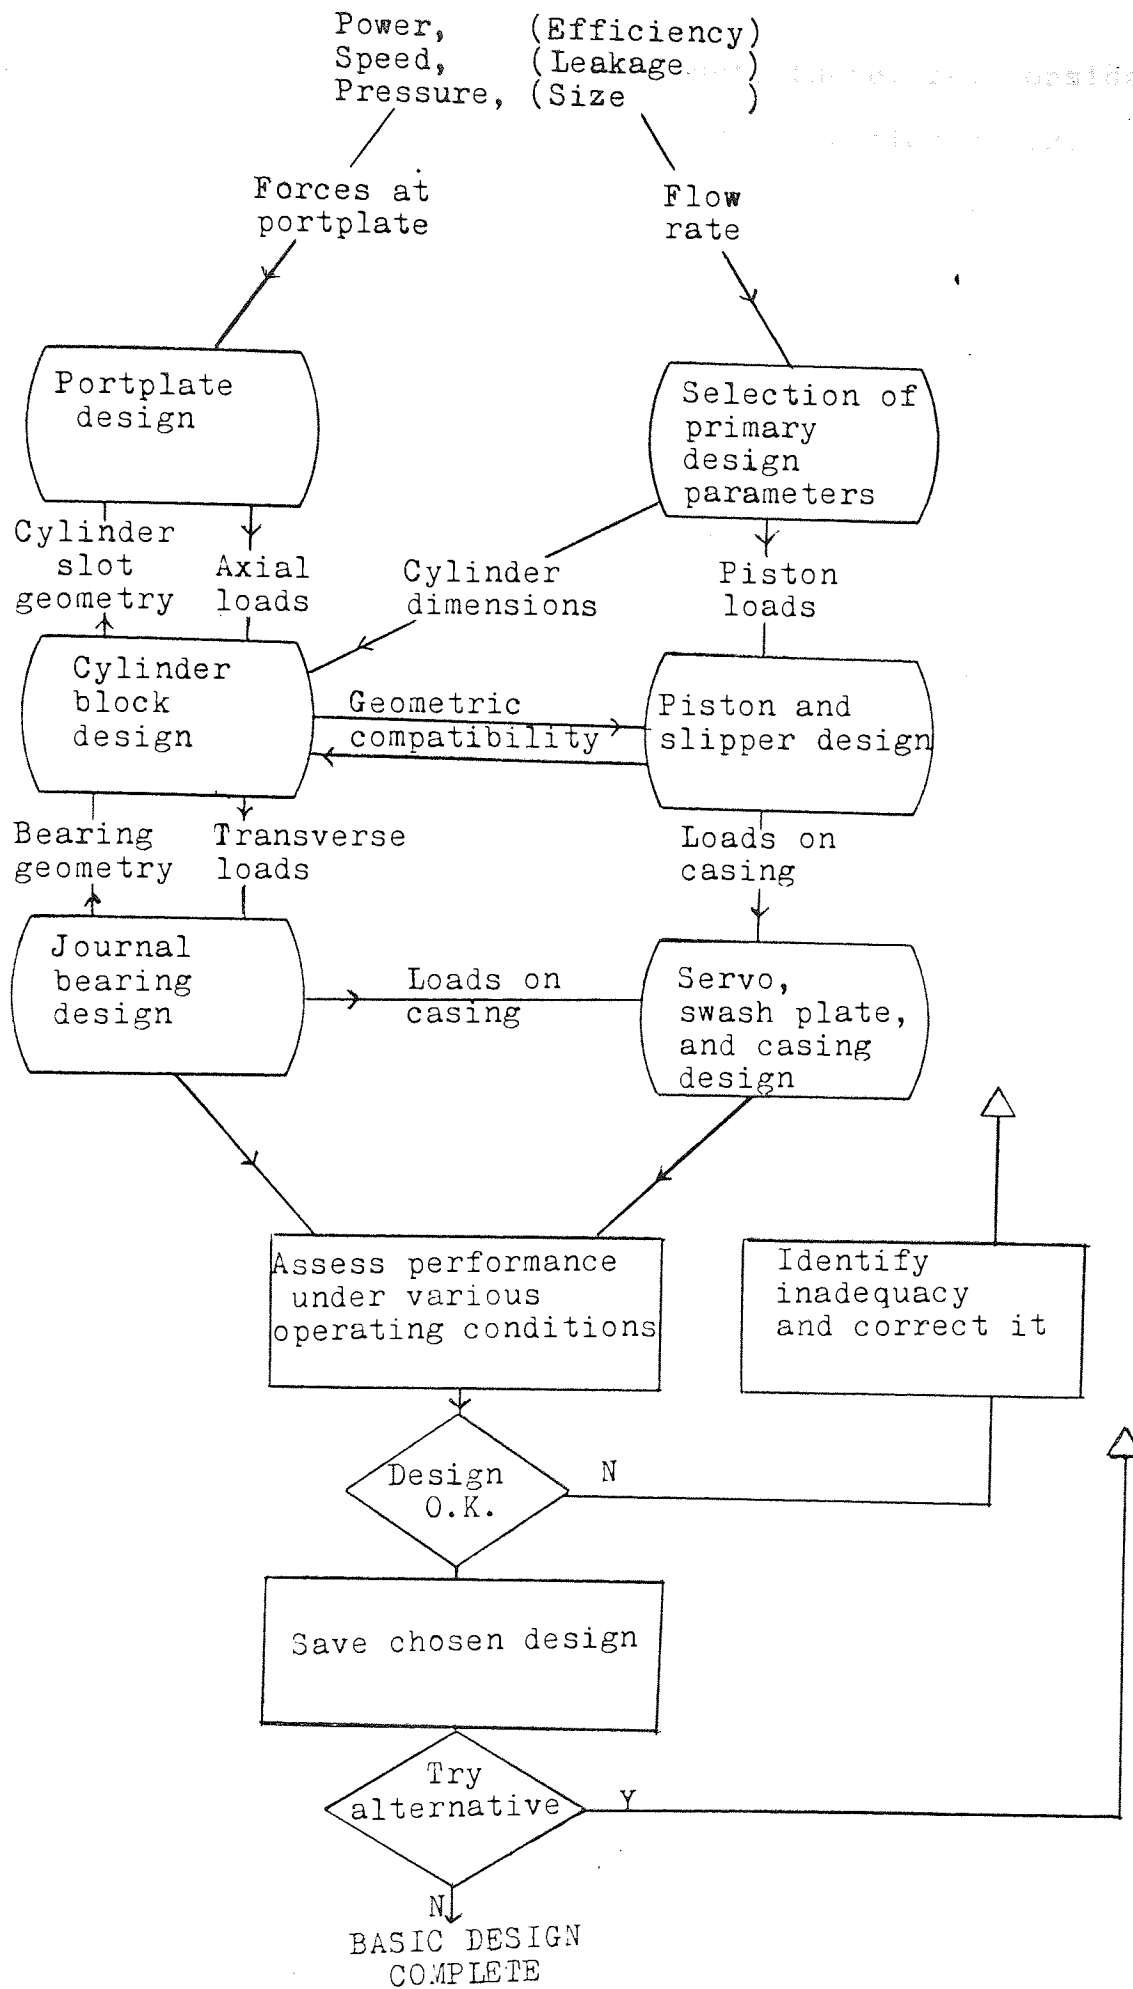 Power, (Efficiency)
Speed, (Leakage )
Pressure, (Size )
Forces at
portplate
Flow
rate
Portplate
design
Selection of
primary
design
parameters
Cylinder
slot
geometry
Axial
loads
Cylinder
dimensions
Piston
loads
Cylinder
block
design
Geometric
compatibility
Piston and
slipper design
Bearing
geometry
Transverse
loads
Loads on
casing
Journal
bearing
design
Loads on
casing
Servo,
swash plate,
and casing
design
Assess performance
under various
operating conditions
Identify
inadequacy
and correct it
Design
O.K.
N
Save chosen design
Try
alternative
Y
N
BASIC DESIGN
COMPLETE